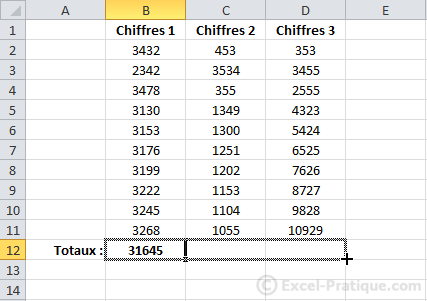 A B C D E
1 Chiffres 1 Chiffres 2 Chiffres 3
2 3432 453 353
3 2342 3534 3455
4 3478 355 2555
5 3130 1349 4323
6 3153 1300 5424
7 3176 1251 6525
8 3199 1202 7626
9 3222 1153 8727
10 3245 1104 9828
11 3268 1055 10929
12 Totaux : 31645
13
14
© Excel-Pratique.com